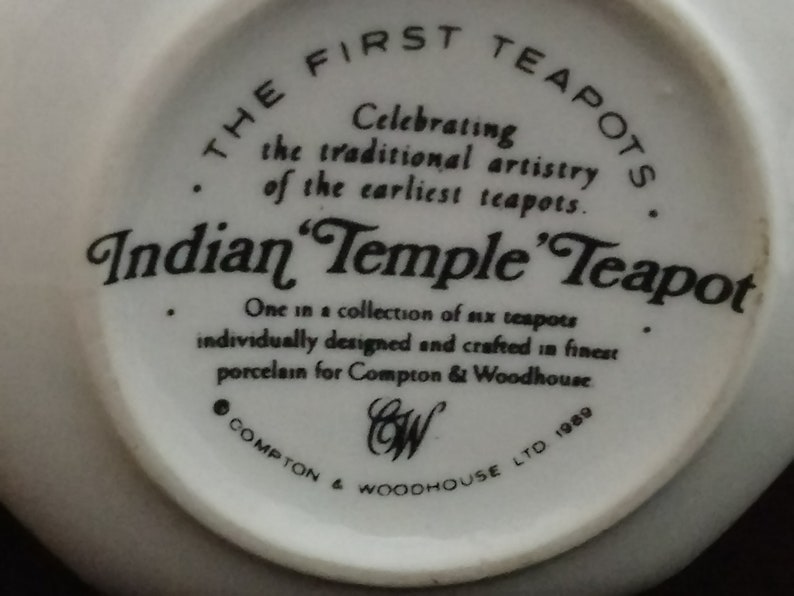 THE FIRST TEAPOTS
Celebrating
the traditional artistry
of the earliest teapots.
Indian 'Temple' Teapot
One in a collection of six teapots
individually designed and crafted in finest
porcelain for Compton & Woodhouse
CW
© COMPTON & WOODHOUSE LTD 1989